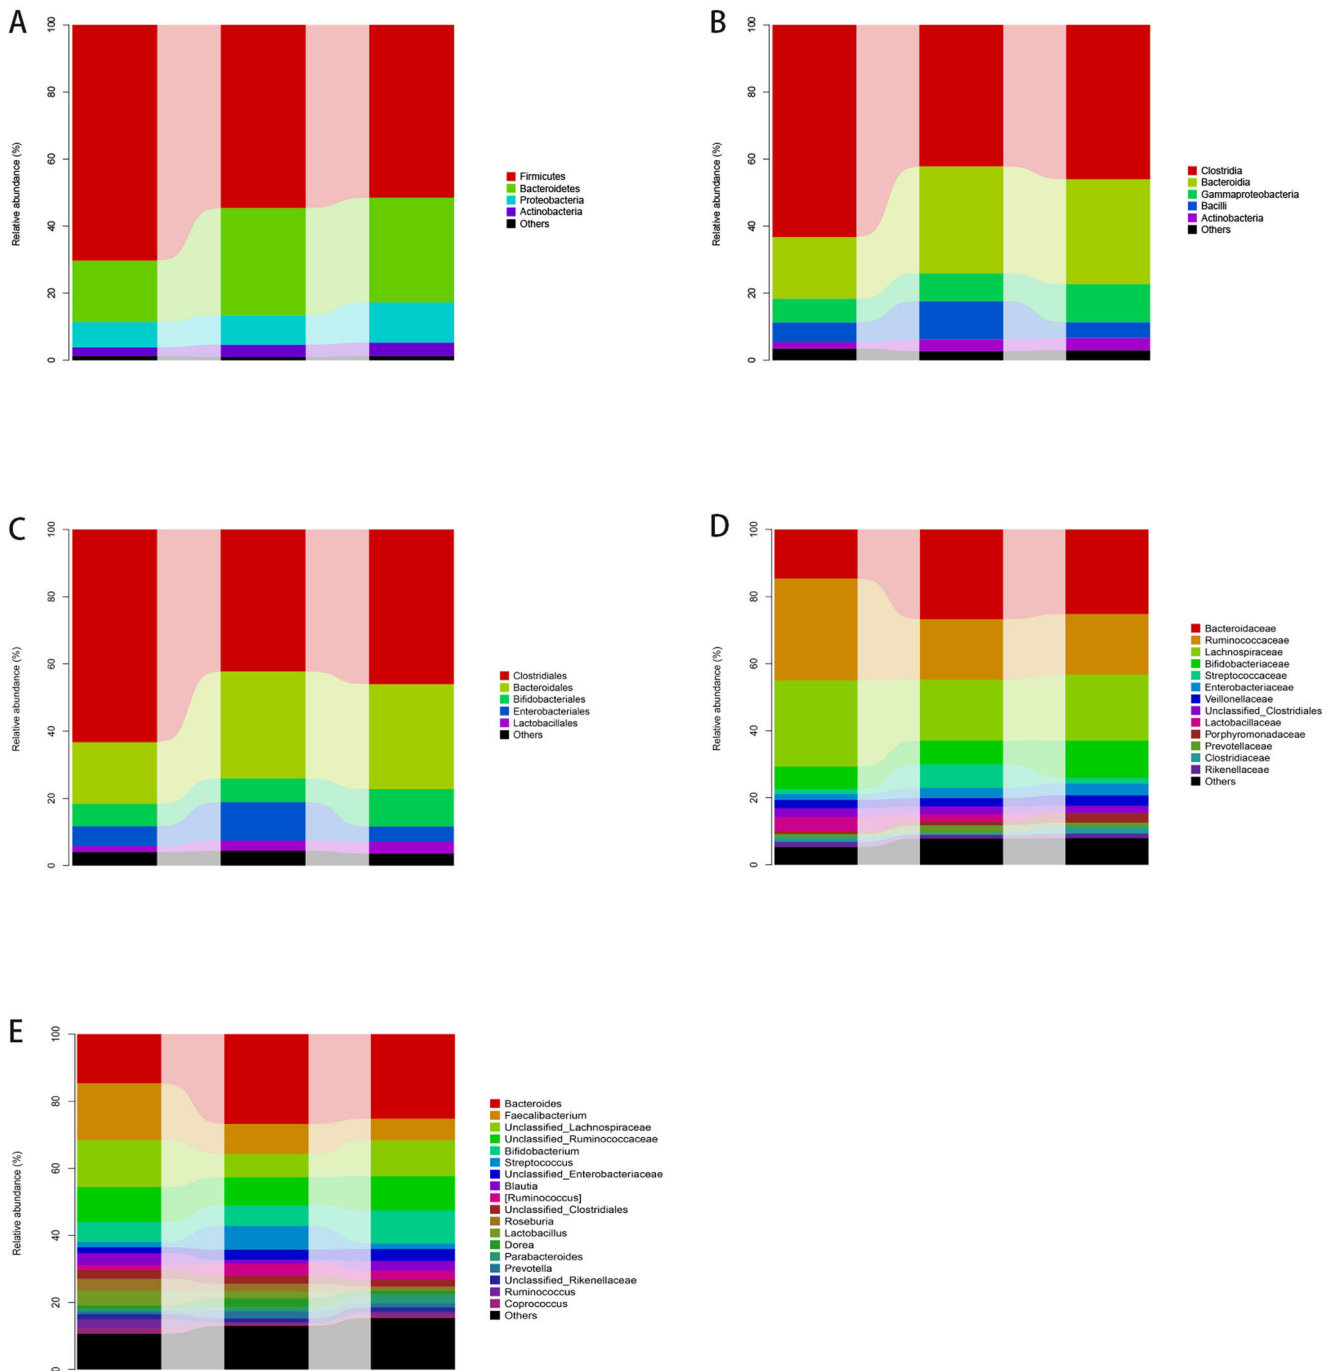 A
Relative abundance (%)
100
80
60
40
20
0
Firmicutes
Bacteroidetes
Proteobacteria
Actinobacteria
Others
B
Relative abundance (%)
100
80
60
40
20
0
Clostridia
Bacteroidia
Gammaproteobacteria
Bacilli
Actinobacteria
Others
C
Relative abundance (%)
100
80
60
40
20
0
Clostridiales
Bacteroidales
Bifidobacteriales
Enterobacteriales
Lactobacillales
Others
D
Relative abundance (%)
100
80
60
40
20
0
Bacteroidaceae
Ruminococcaceae
Lachnospiraceae
Bifidobacteriaceae
Streptococcaceae
Enterobacteriaceae
Veillonellaceae
Unclassified_Clostridiales
Lactobacillaceae
Porphyromonadaceae
Prevotellaceae
Clostridiaceae
Rikenellaceae
Others
E
Relative abundance (%)
100
80
60
40
20
0
Bacteroides
Faecalibacterium
Unclassified_Lachnospiraceae
Unclassified_Ruminococcaceae
Bifidobacterium
Streptococcus
Unclassified_Enterobacteriaceae
Blautia
[Ruminococcus]
Unclassified_Clostridiales
Roseburia
Lactobacillus
Dorea
Parabacteroides
Prevotella
Unclassified_Rikenellaceae
Ruminococcus
Coprococcus
Others